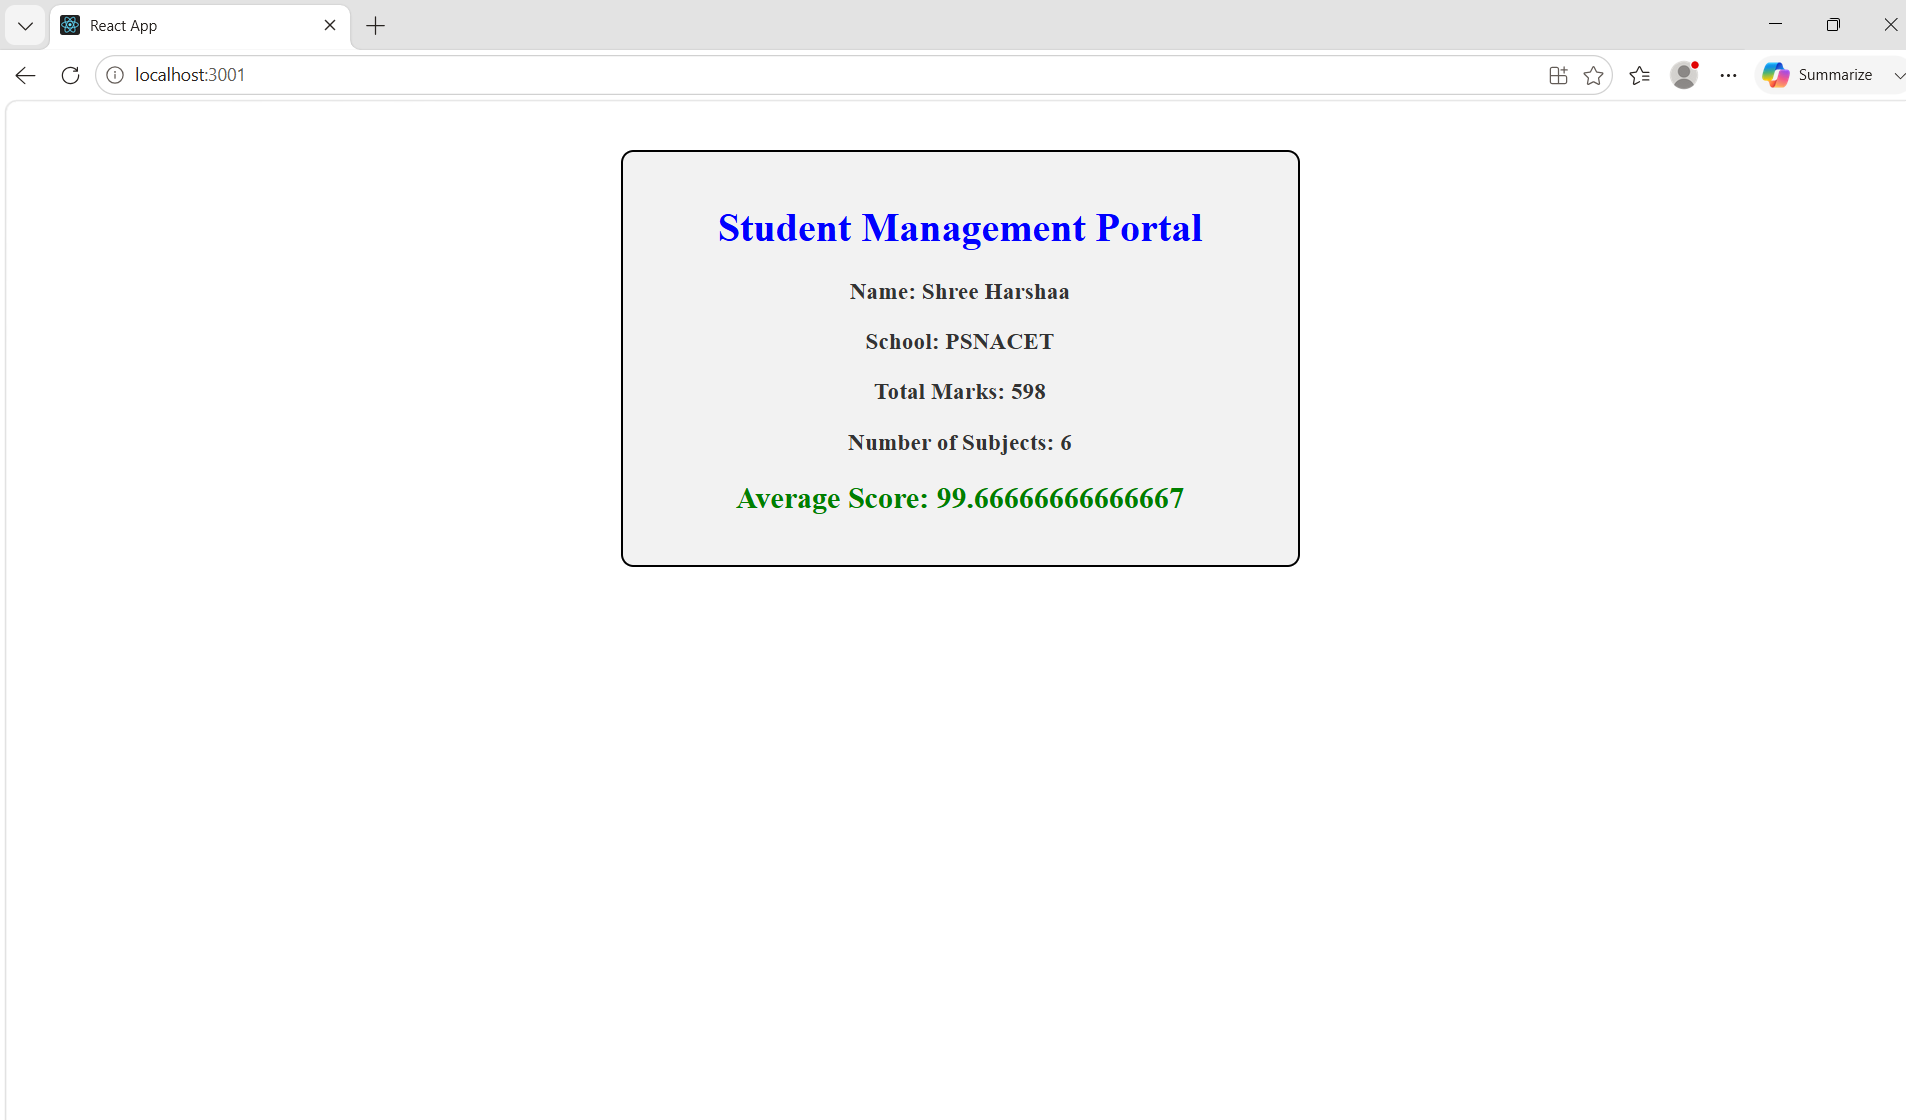 React App
localhost:3001
Summarize
Student Management Portal
Name: Shree Harshaa
School: PSNACET
Total Marks: 598
Number of Subjects: 6
Average Score: 99.66666666666667